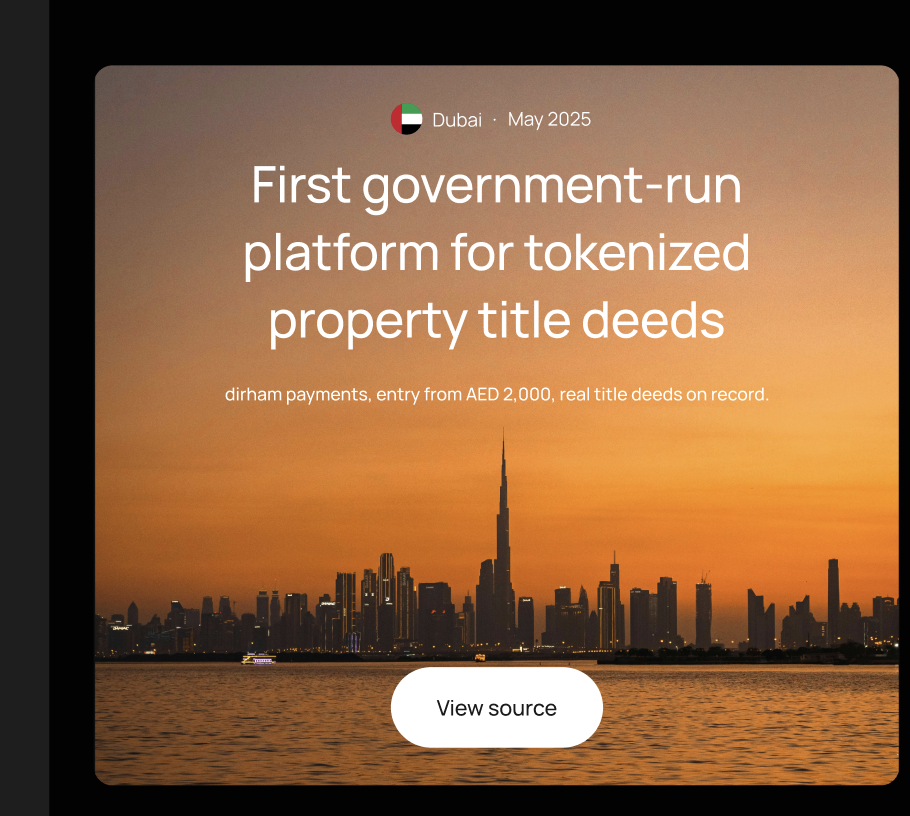 Dubai · May 2025
First government-run
platform for tokenized
property title deeds
dirham payments, entry from AED 2,000, real title deeds on record.
View source